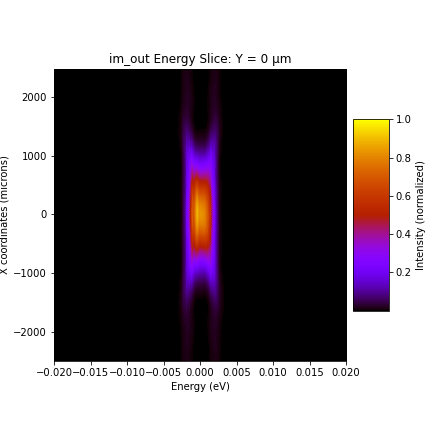 im_out Energy Slice: Y = 0 μm
2000
1000
0
−1000
−2000
X coordinates (microns)
−0.020−0.015−0.010−0.005 0.000 0.005 0.010 0.015 0.020
Energy (eV)
1.0
0.8
0.6
0.4
0.2
Intensity (normalized)